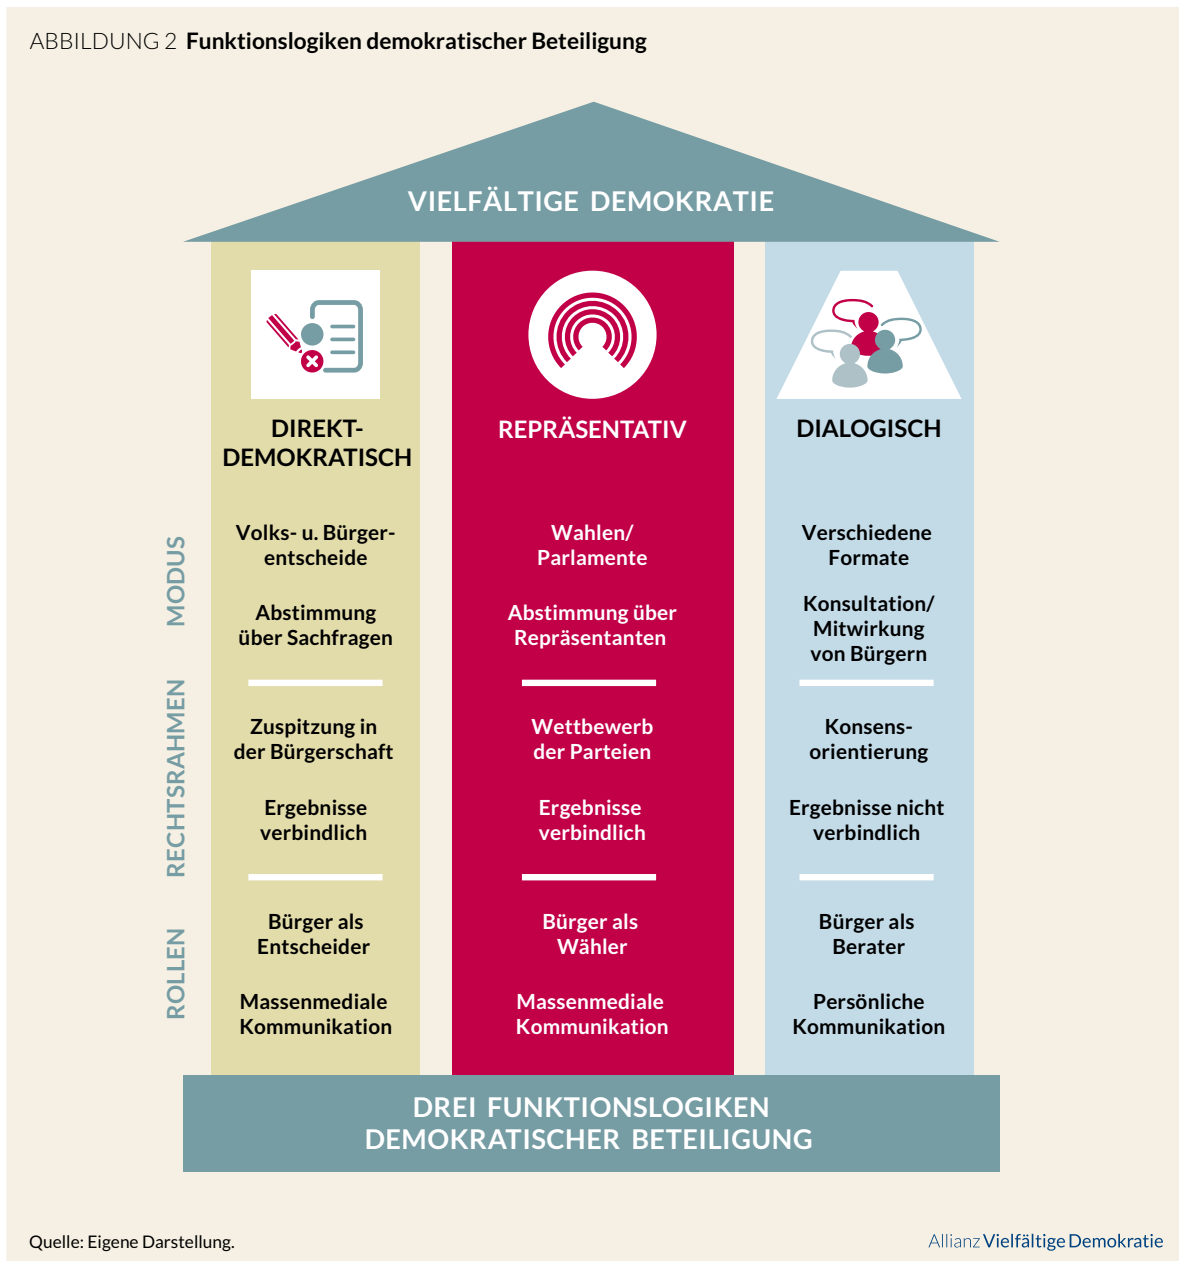 ABBILDUNG 2 Funktionslogiken demokratischer Beteiligung
VIELFÄLTIGE DEMOKRATIE
DIREKT-
DEMOKRATISCH
REPRÄSENTATIV
DIALOGISCH
MODUS
Volks- u. Bürger-
entscheide
Wahlen/
Parlamente
Verschiedene
Formate
Abstimmung
über Sachfragen
Abstimmung über
Repräsentanten
Konsultation/
Mitwirkung
von Bürgern
RECHTSRAHMEN
Zuspitzung in
der Bürgerschaft
Wettbewerb
der Parteien
Konsens-
orientierung
Ergebnisse
verbindlich
Ergebnisse
verbindlich
Ergebnisse nicht
verbindlich
ROLLEN
Bürger als
Entscheider
Bürger als
Wähler
Bürger als
Berater
Massenmediale
Kommunikation
Massenmediale
Kommunikation
Persönliche
Kommunikation
DREI FUNKTIONSLOGIKEN
DEMOKRATISCHER BETEILIGUNG
Quelle: Eigene Darstellung.
Allianz Vielfältige Demokratie